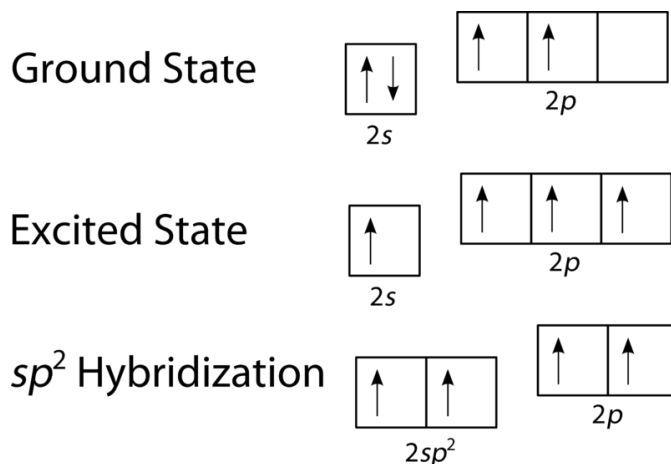 Ground State
2s
2p
Excited State
2s
2p
sp² Hybridization
2sp²
2p